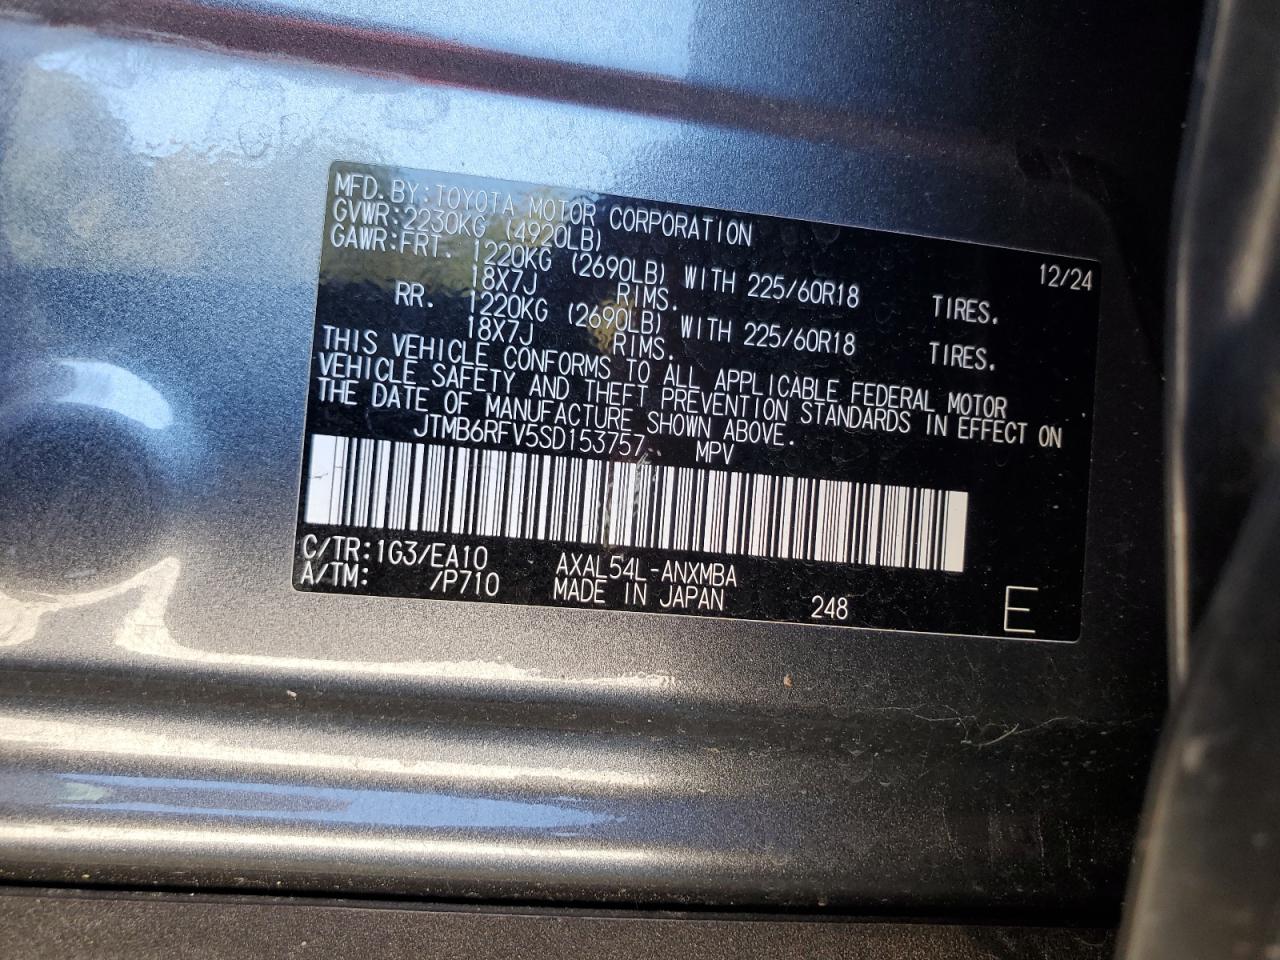 MFD. BY: TOYOTA MOTOR CORPORATION
12/24
GVWR: 2230KG (4920LB)
GAWR: FRT. 1220KG (2690LB) WITH 225/60R18 TIRES.
18X7J RIMS.
RR. 1220KG (2690LB) WITH 225/60R18 TIRES.
18X7J RIMS.
THIS VEHICLE CONFORMS TO ALL APPLICABLE FEDERAL MOTOR
VEHICLE SAFETY AND THEFT PREVENTION STANDARDS IN EFFECT ON
THE DATE OF MANUFACTURE SHOWN ABOVE.
JTMB6RFV5SD153757 MPV
C/TR: 1G3/EA10 AXAL54L-ANXMBA
A/TM: /P710 MADE IN JAPAN 248 E